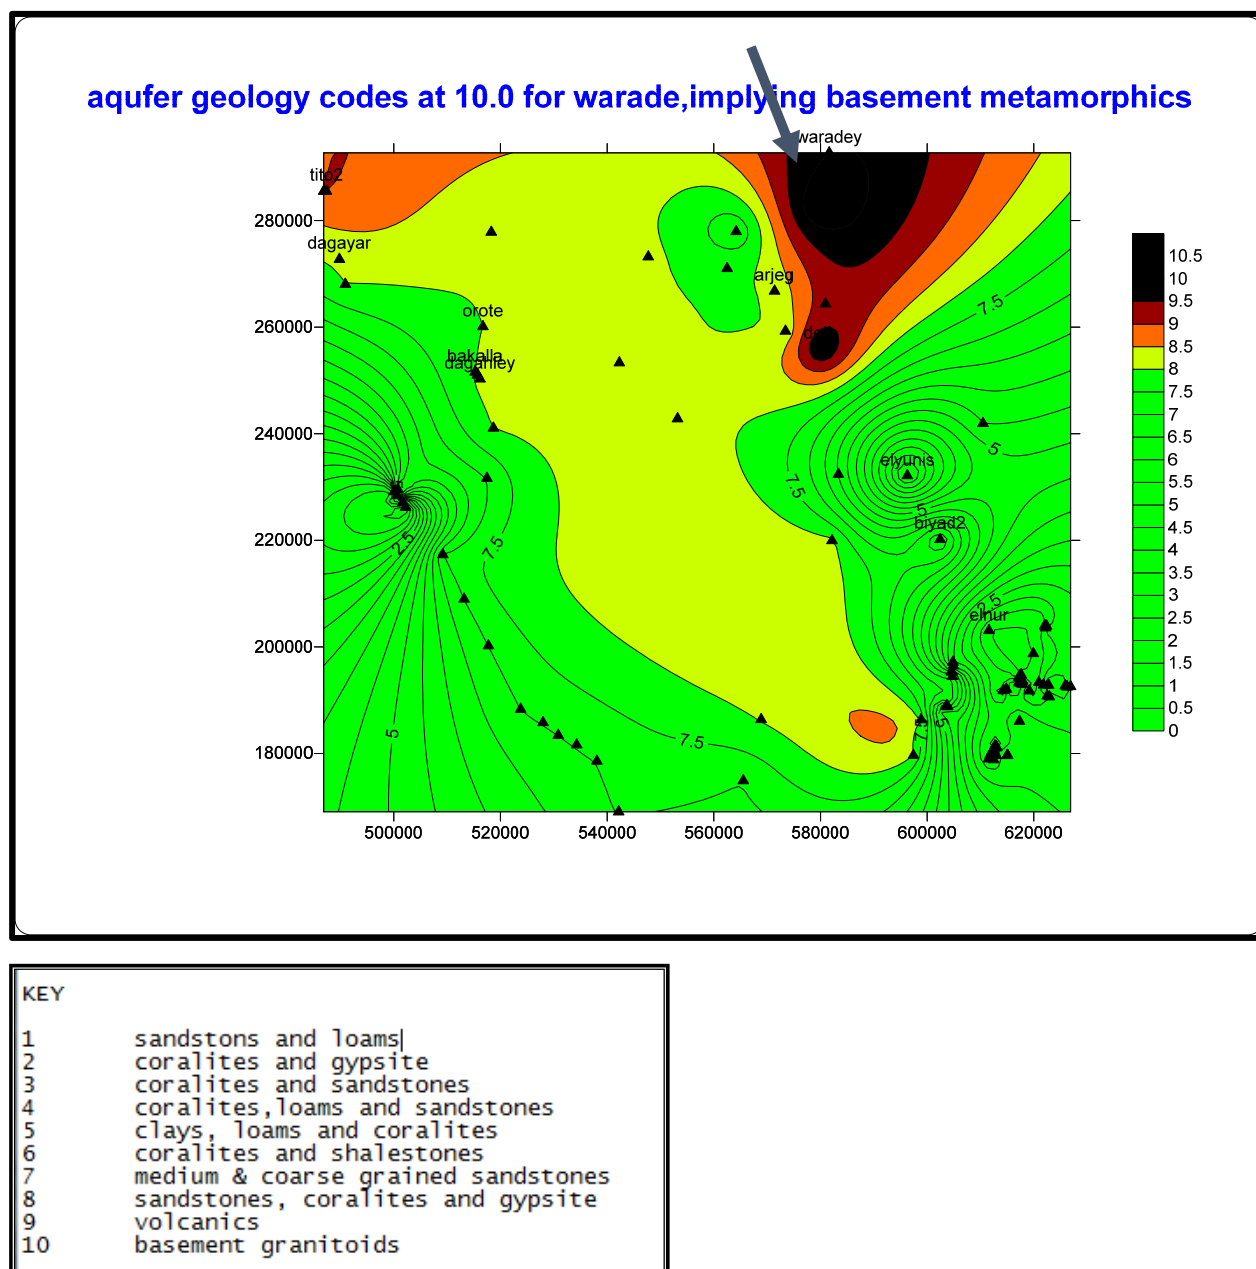 aqufer geology codes at 10.0 for warade,implying basement metamorphics
waradey
tito2
280000
dagayar
arjeg
10.5
10
9.5
9
8.5
8
7.5
7
6.5
6
5.5
5
4.5
4
3.5
3
2.5
2
1.5
1
0.5
0
7.5
orote
260000
bakalla
daganley
240000
5
elyunis
7.5
5
biyad2
220000
2.5
7.5
2.5
elnur
200000
5
7.5
7.5
5
180000
500000
520000
540000
560000
580000
600000
620000
KEY
1 sandstons and loams
2 coralites and gypsite
3 coralites and sandstones
4 coralites,loams and sandstones
5 clays, loams and coralites
6 coralites and shalestones
7 medium & coarse grained sandstones
8 sandstones, coralites and gypsite
9 volcanics
10 basement granitoids